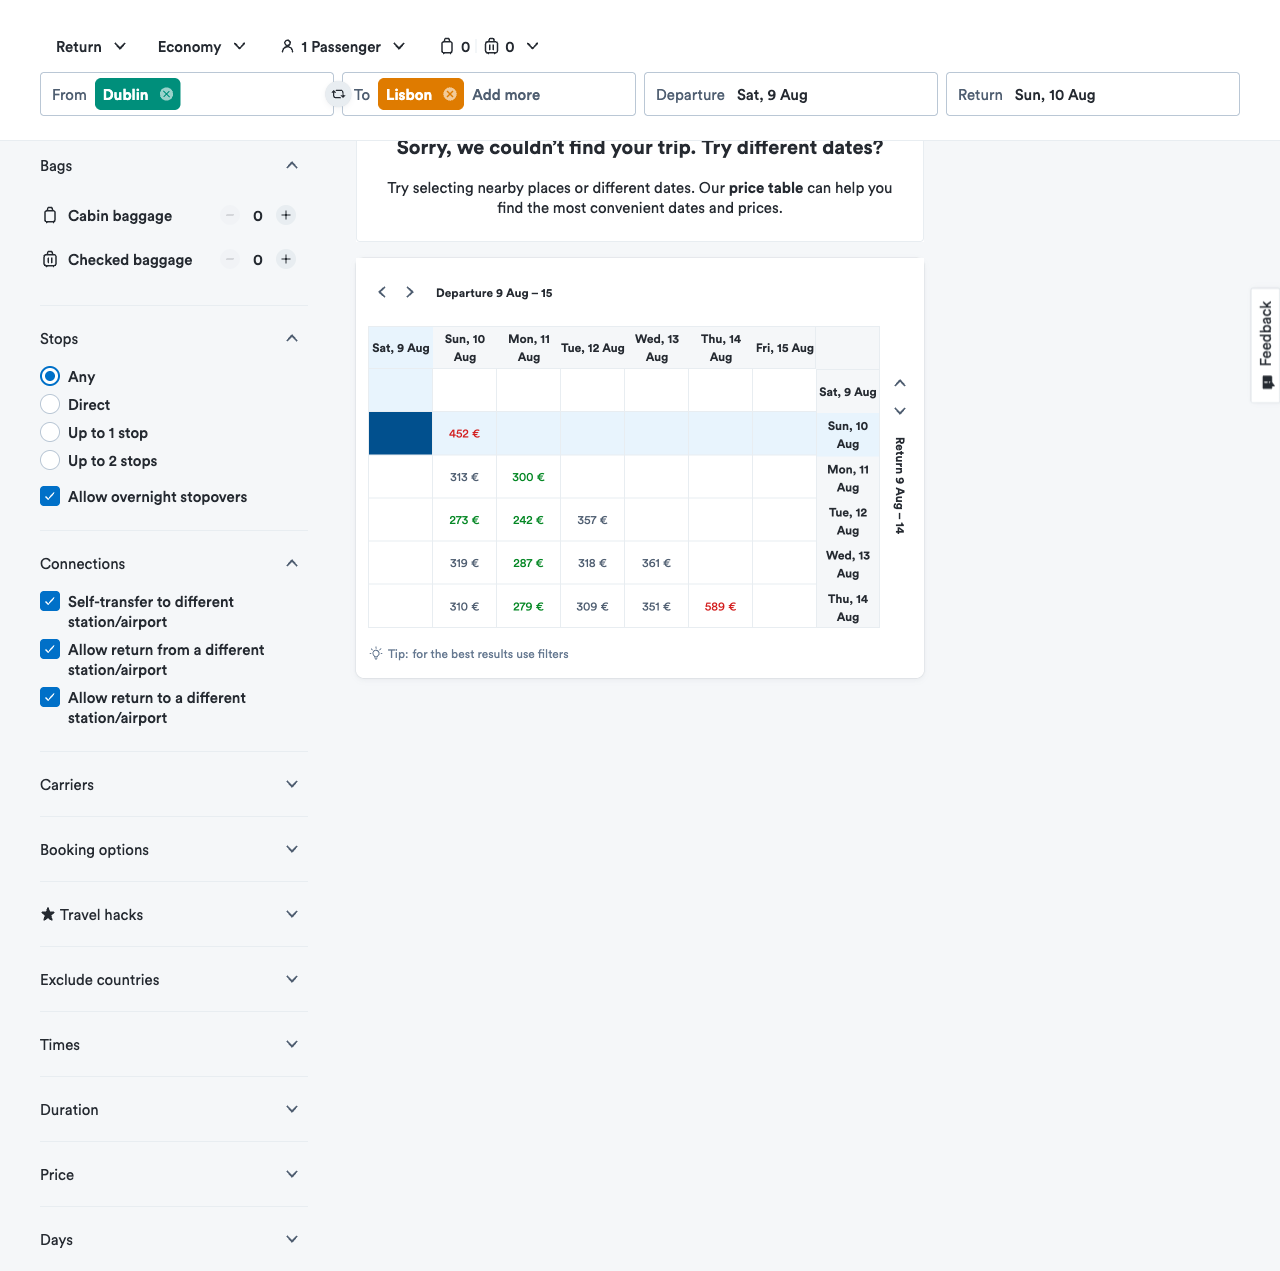 Return
Economy
1 Passenger
0
0
From Dublin
To Lisbon Add more
Departure Sat, 9 Aug
Return Sun, 10 Aug
Bags
Cabin baggage
0
Checked baggage
0
Stops
Any
Direct
Up to 1 stop
Up to 2 stops
Allow overnight stopovers
Connections
Self-transfer to different
station/airport
Allow return from a different
station/airport
Allow return to a different
station/airport
Carriers
Booking options
Travel hacks
Exclude countries
Times
Duration
Price
Days
Sorry, we couldn't find your trip. Try different dates?
Try selecting nearby places or different dates. Our price table can help you
find the most convenient dates and prices.
Departure 9 Aug – 15
Sat, 9 Aug
Sun, 10
Aug
Mon, 11
Aug
Tue, 12 Aug
Wed, 13
Aug
Thu, 14
Aug
Fri, 15 Aug
Sat, 9 Aug
452 €
Sun, 10
Aug
313 €
300 €
Mon, 11
Aug
273 €
242 €
357 €
Tue, 12
Aug
319 €
287 €
318 €
361 €
Wed, 13
Aug
310 €
279 €
309 €
351 €
589 €
Thu, 14
Aug
Return 9 Aug – 14
Tip: for the best results use filters
Feedback